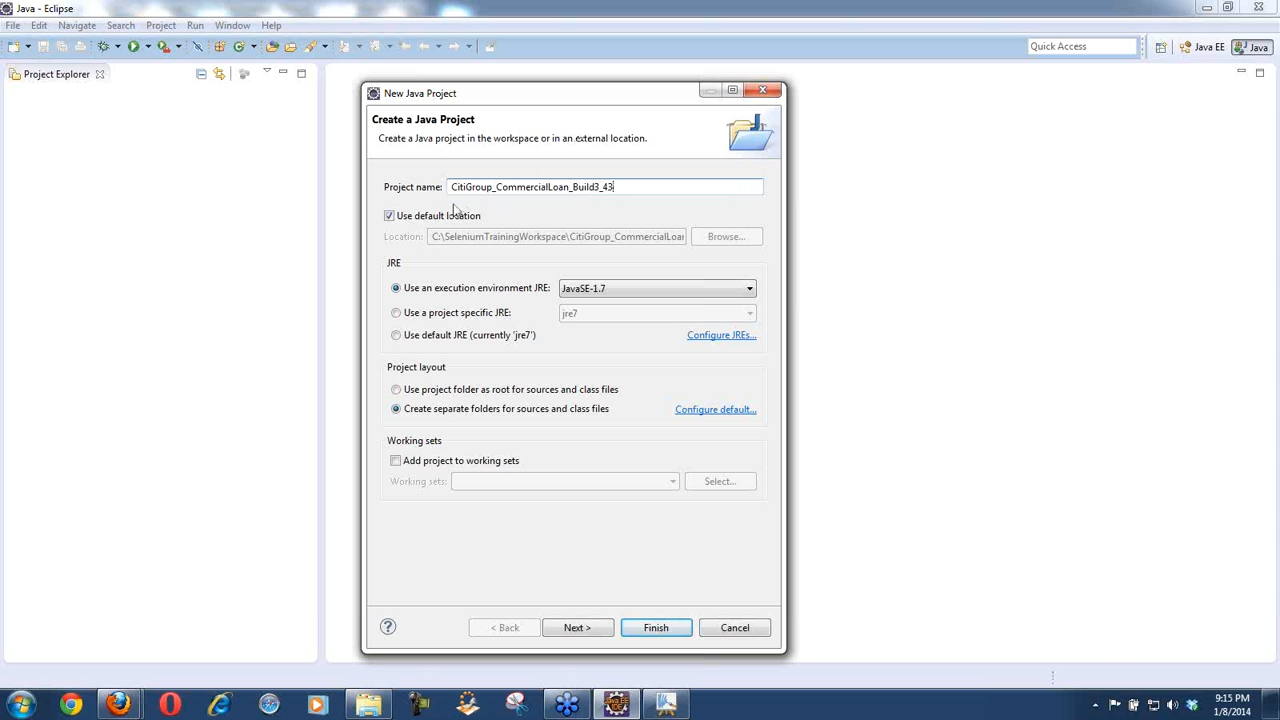 Java - Eclipse
File Edit Navigate Search Project Run Window Help
Quick Access Java EE Java
Project Explorer
New Java Project
Create a Java Project
Create a Java project in the workspace or in an external location.
Project name: CitiGroup_CommercialLoan_Build3_43
Use default location
Location: C:\SeleniumTrainingWorkspace\CitiGroup_CommercialLoan Browse...
JRE
Use an execution environment JRE: JavaSE-1.7
Use a project specific JRE: jre7
Use default JRE (currently 'jre7') Configure JREs...
Project layout
Use project folder as root for sources and class files
Create separate folders for sources and class files Configure default...
Working sets
Add project to working sets
Working sets: Select...
? < Back Next > Finish Cancel
9:15 PM
1/8/2014